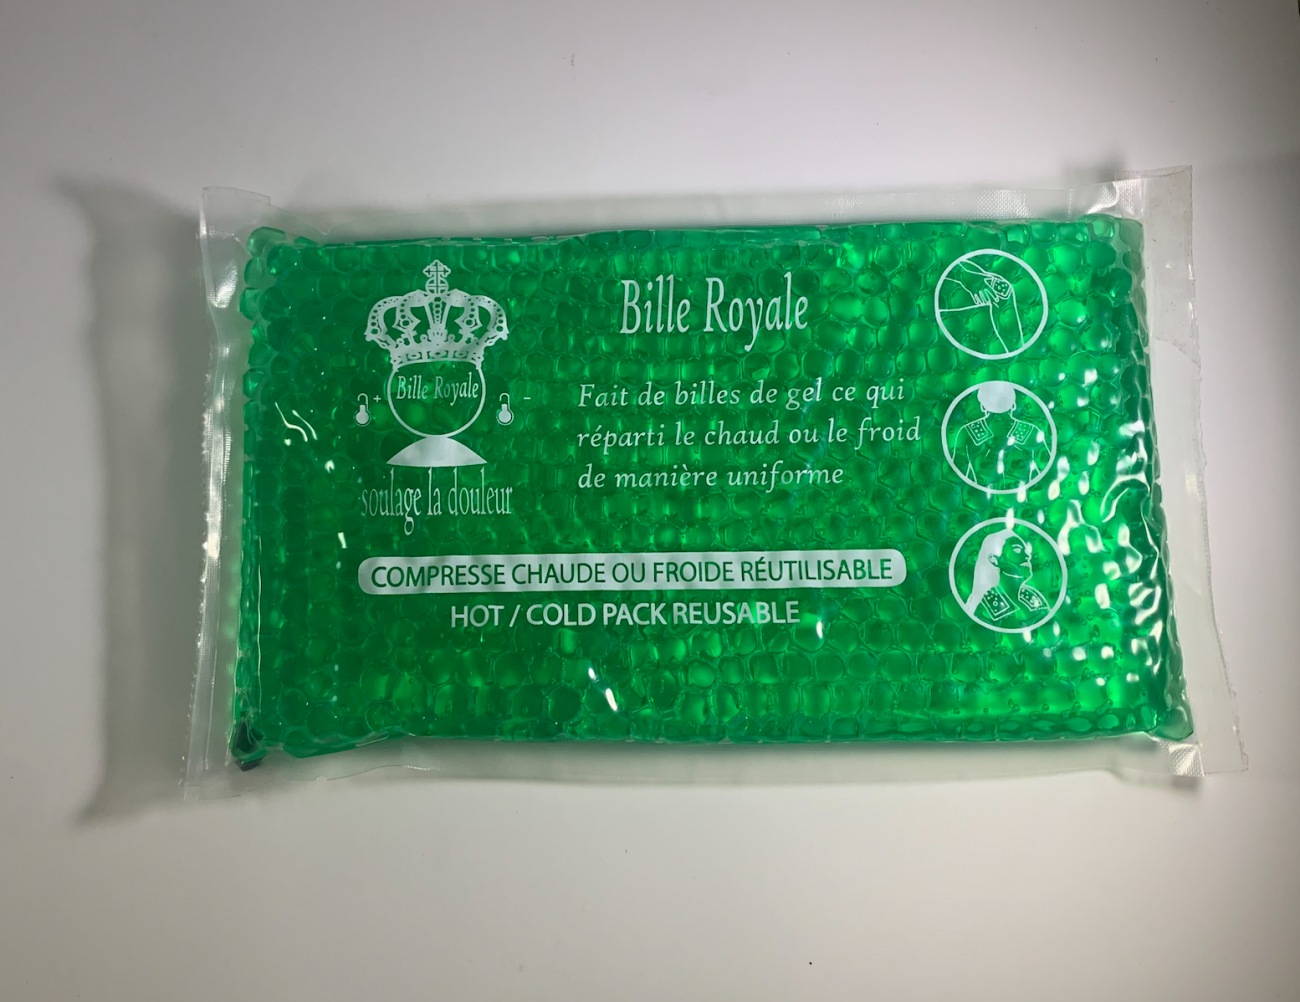 Bille Royale
+
-
soulage la douleur
Bille Royale
Fait de billes de gel ce qui
réparti le chaud ou le froid
de manière uniforme
COMPRESSE CHAUDE OU FROIDE RÉUTILISABLE
HOT / COLD PACK REUSABLE